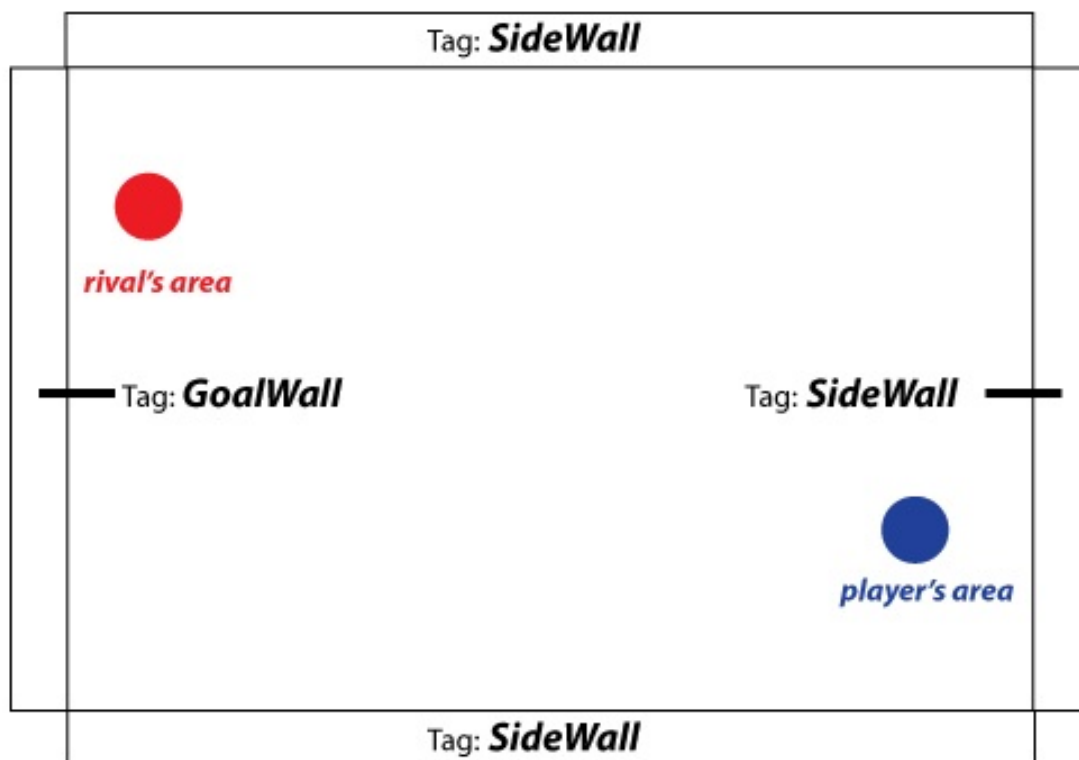 Tag: SideWall
rival's area
Tag: GoalWall
Tag: SideWall
player's area
Tag: SideWall